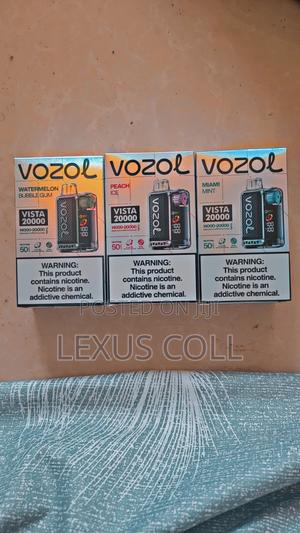 VOZOL
WATERMELON
BUBBLE GUM
VISTA
20000
WARNING:
This product
contains nicotine.
Nicotine is an
addictive chemical.
VOZOL
PEACH
ICE
VISTA
20000
WARNING:
This product
contains nicotine.
Nicotine is an
addictive chemical.
VOZOL
MIAMI
MINT
VISTA
20000
WARNING:
This product
contains nicotine.
Nicotine is an
addictive chemical.
POSTED ON JIJI
LEXUS COLL